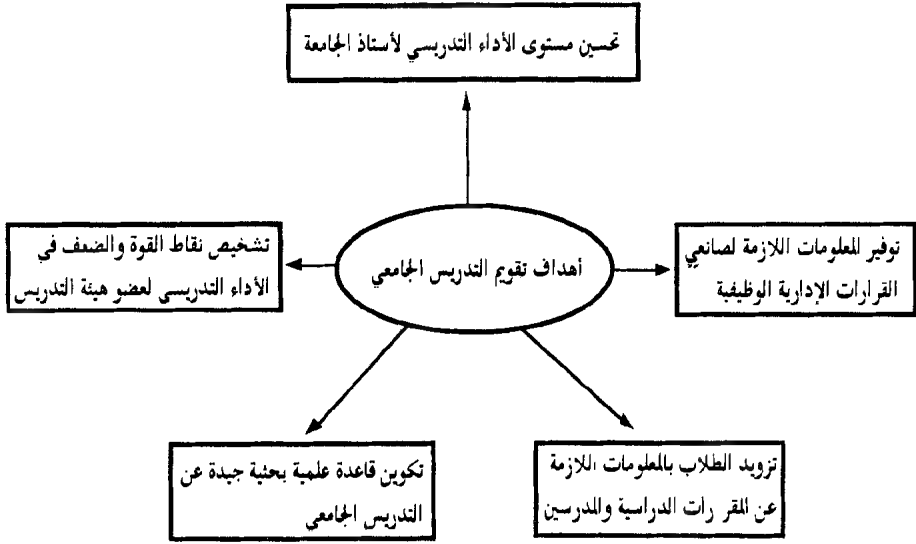 تحسين مستوى الأداء التدريسي لأستاذ الجامعة
أهداف تقويم التدريس الجامعي
توفير المعلومات اللازمة لصانعي
القرارات الإدارية الوظيفية
تشخيص نقاط القوة والضعف في
الأداء التدريسى لعضو هيئة التدريس
تزويد الطلاب بالمعلومات اللازمة
عن المقررات الدراسية والمدرسين
تكوين قاعدة علمية بحثية جيدة عن
التدريس الجامعي